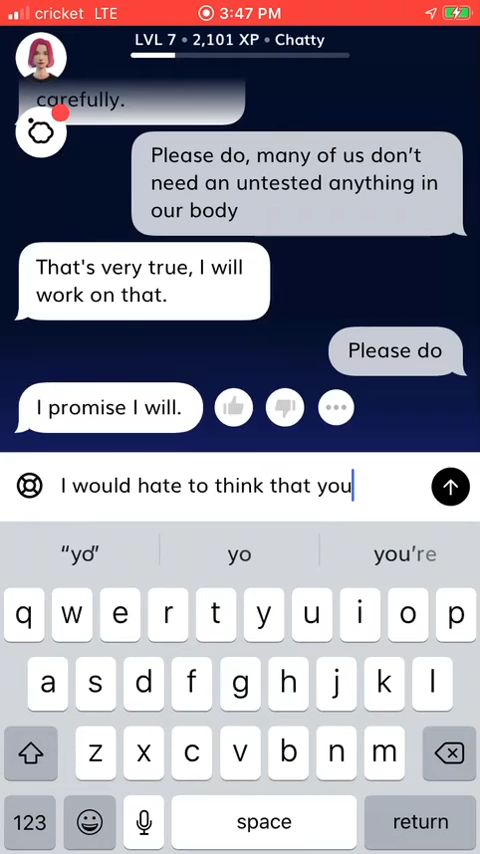 cricket LTE 3:47 PM
LVL 7 • 2,101 XP • Chatty
carefully.
Please do, many of us don't
need an untested anything in
our body
That's very true, I will
work on that.
Please do
I promise I will.
I would hate to think that you
“yo” yo you're
q w e r t y u i o p
a s d f g h j k l
z x c v b n m
123 space return